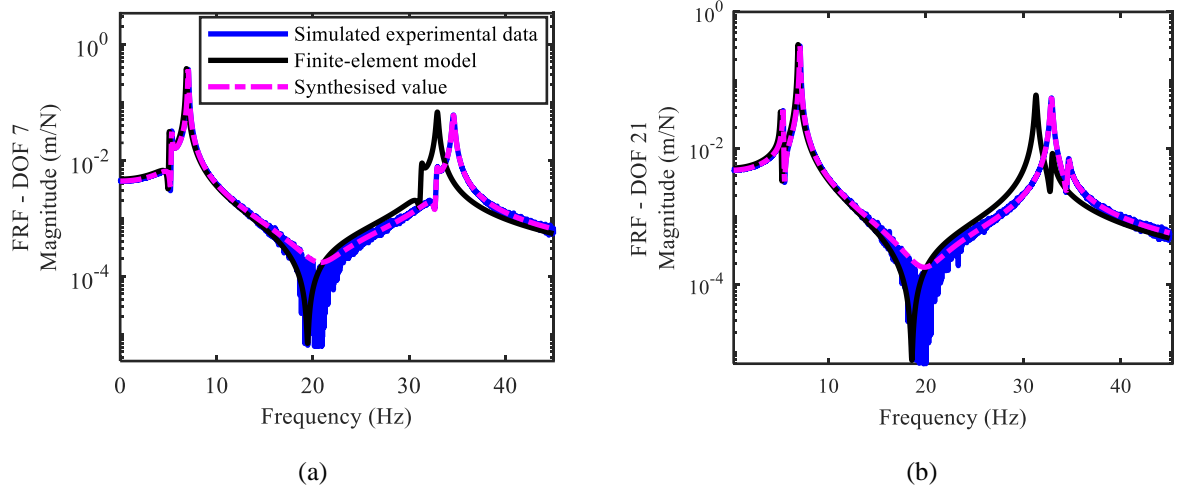 Simulated experimental data
Finite-element model
Synthesised value
FRF - DOF 7
Magnitude (m/N)
10^0
10^-2
10^-4
0 10 20 30 40
Frequency (Hz)
(a)
FRF - DOF 21
Magnitude (m/N)
10^0
10^-2
10^-4
10 20 30 40
Frequency (Hz)
(b)